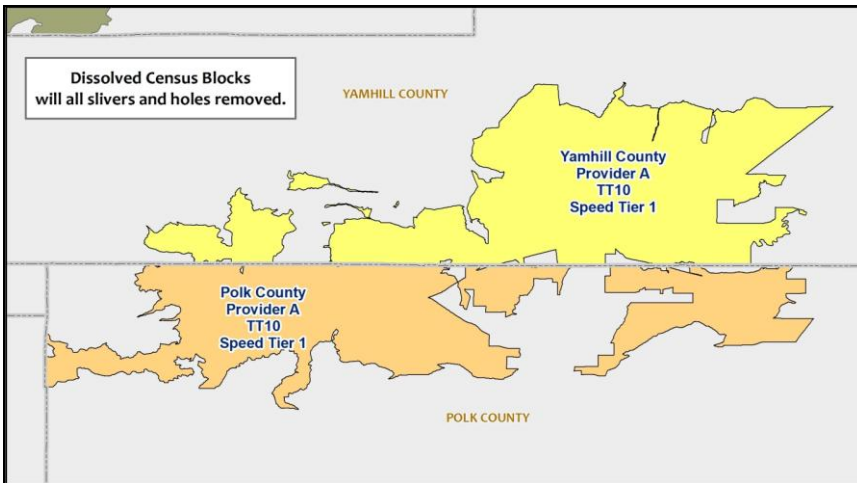 Dissolved Census Blocks
will all slivers and holes removed.
YAMHILL COUNTY
Yamhill County
Provider A
TT10
Speed Tier 1
Polk County
Provider A
TT10
Speed Tier 1
POLK COUNTY